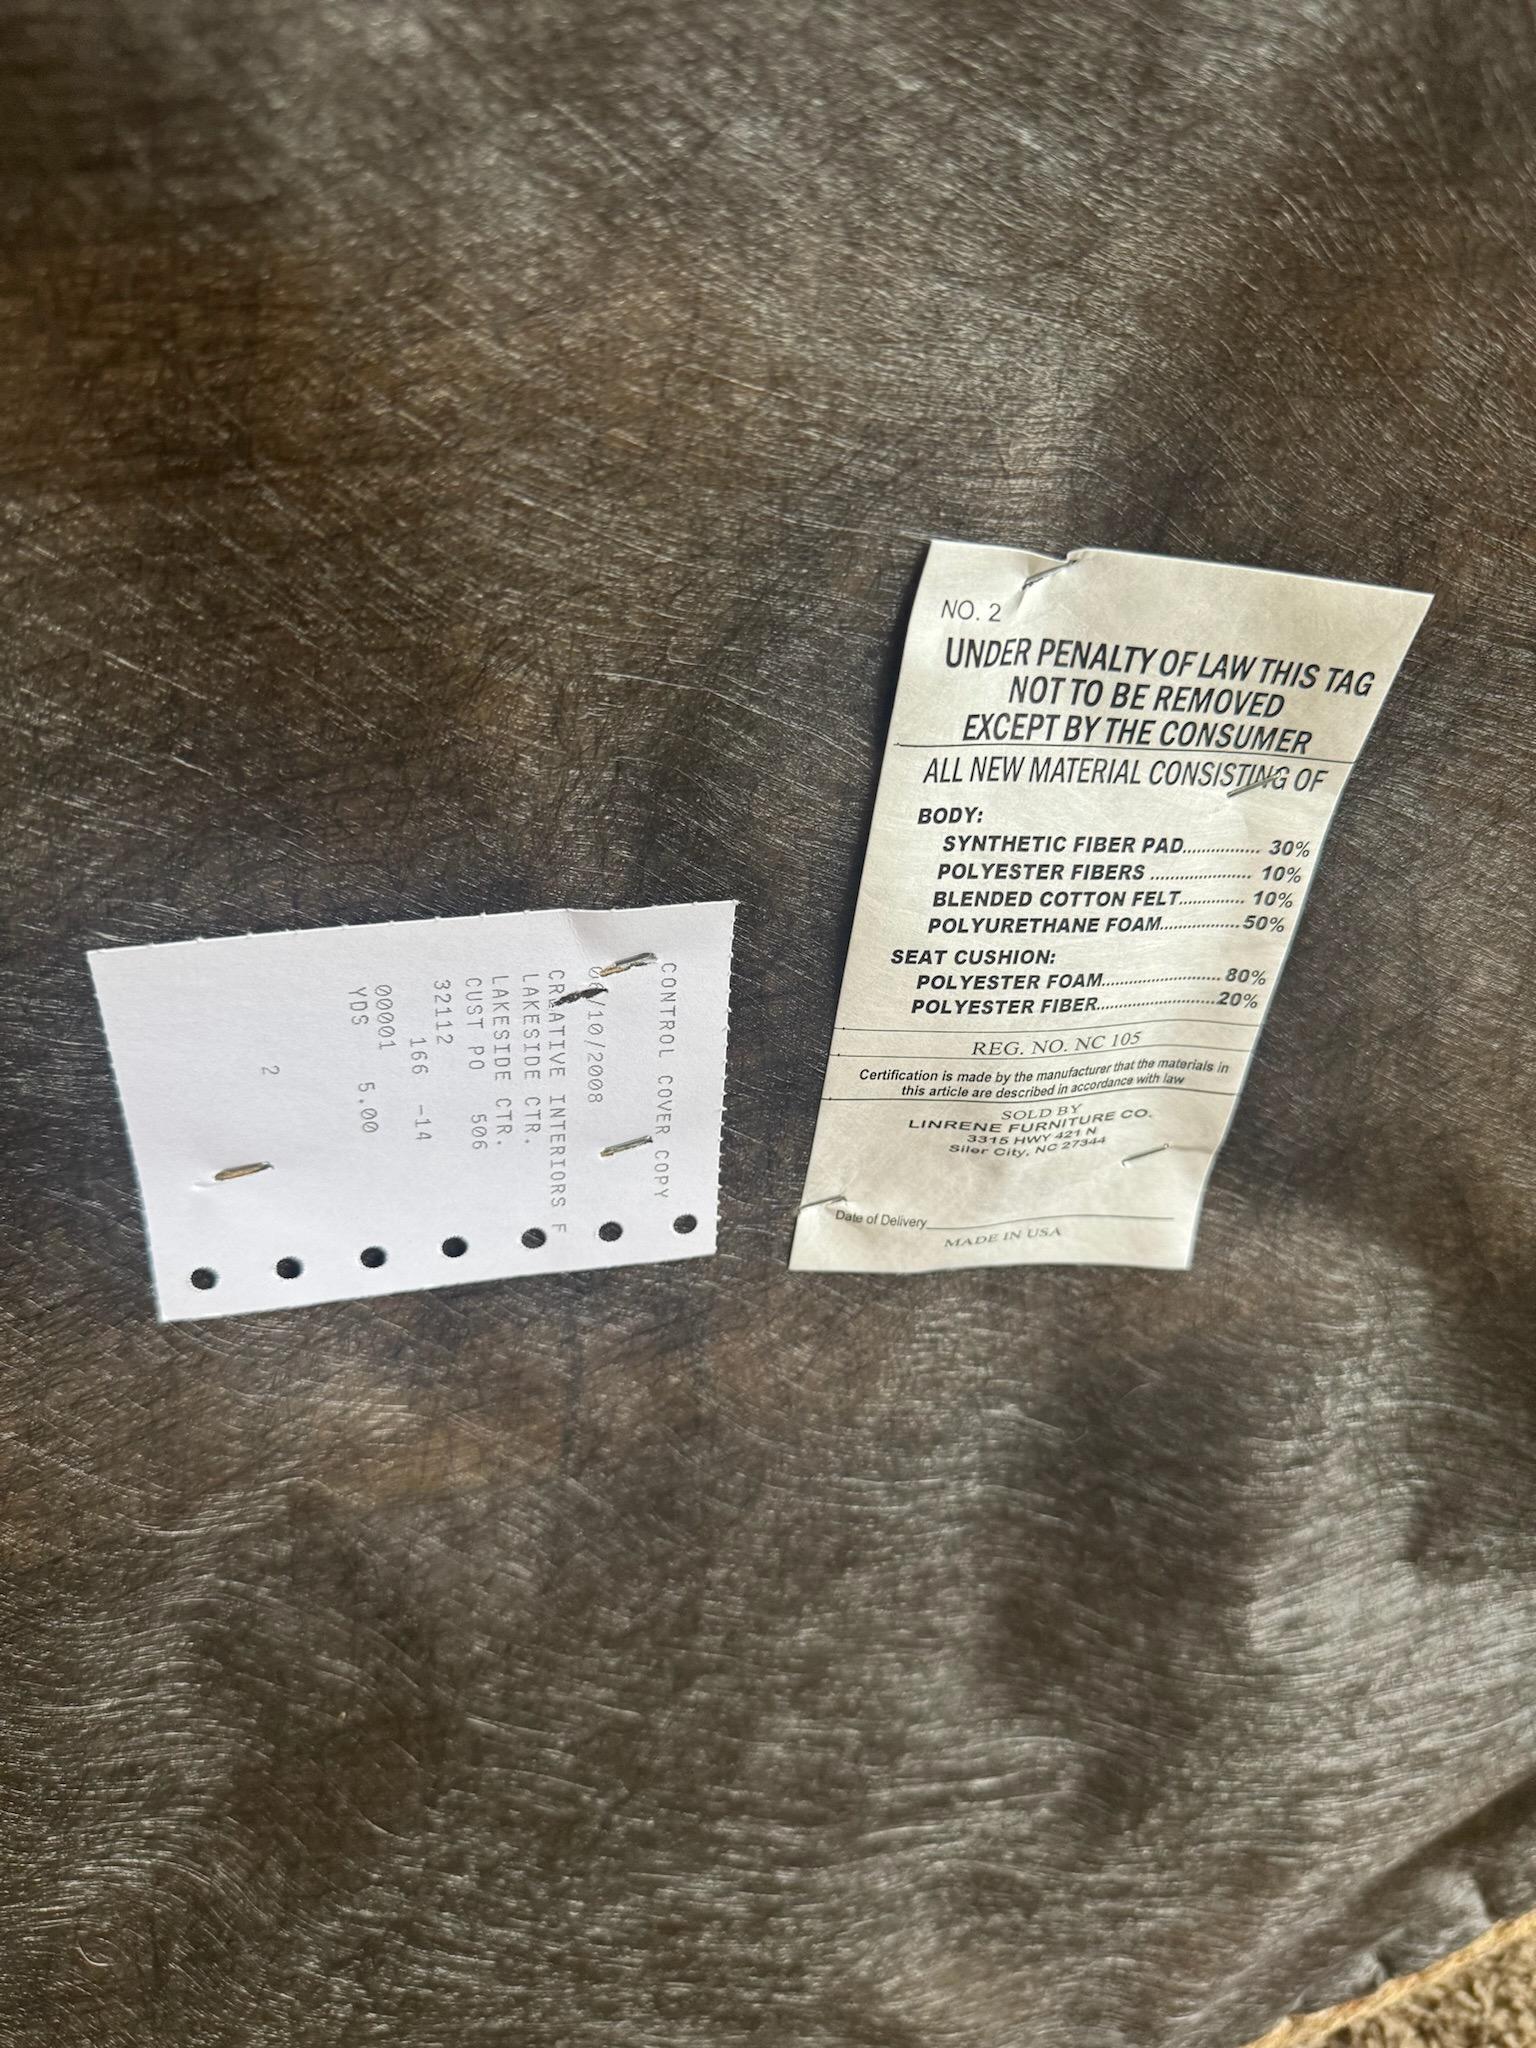 CONTROL COVER COPY
/10/2008
CREATIVE INTERIORS F
LAKESIDE CTR.
LAKESIDE CTR.
CUST PO 506
32112
166 -14
00001
YDS 5.00
2
NO. 2
UNDER PENALTY OF LAW THIS TAG
NOT TO BE REMOVED
EXCEPT BY THE CONSUMER
ALL NEW MATERIAL CONSISTING OF
BODY:
SYNTHETIC FIBER PAD................ 30%
POLYESTER FIBERS ...................... 10%
BLENDED COTTON FELT.............. 10%
POLYURETHANE FOAM.................50%
SEAT CUSHION:
POLYESTER FOAM......................... 80%
POLYESTER FIBER..........................20%
REG. NO. NC 105
Certification is made by the manufacturer that the materials in
this article are described in accordance with law
SOLD BY
LINRENE FURNITURE CO.
3315 HWY 421 N
Siler City, NC 27344
Date of Delivery
MADE IN USA